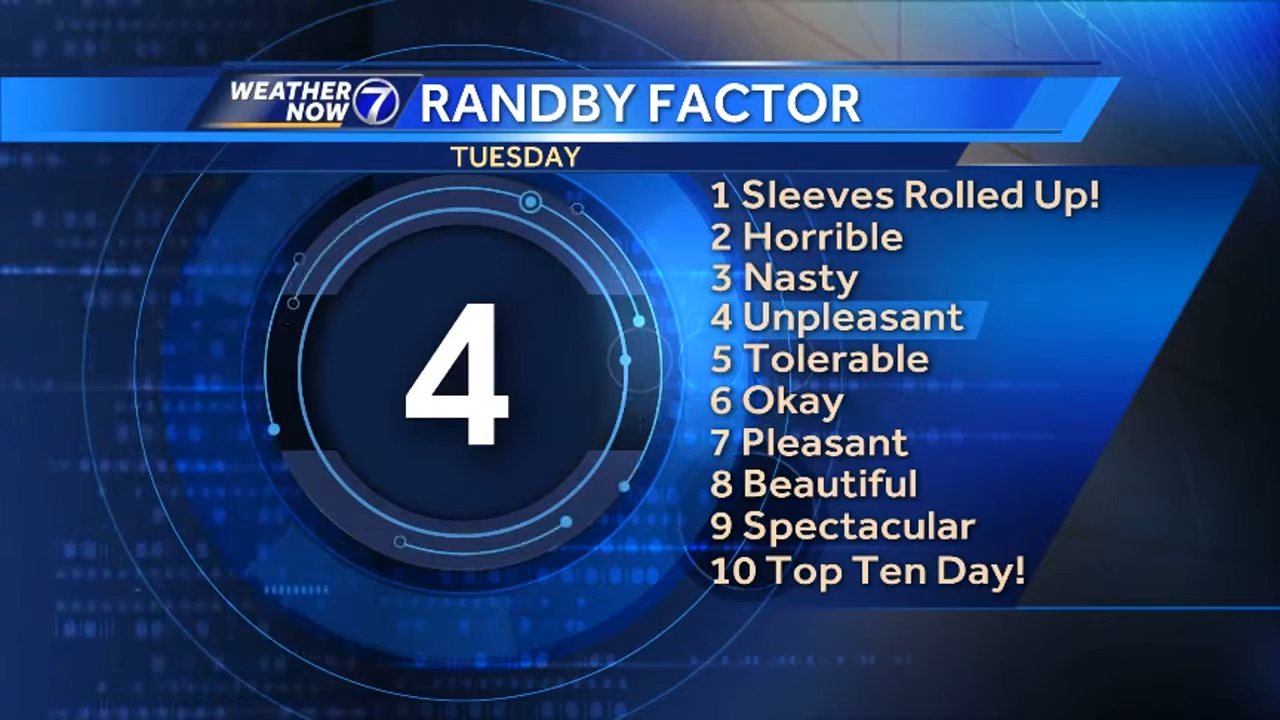 WEATHER
NOW 7
RANDBY FACTOR
TUESDAY
4
1 Sleeves Rolled Up!
2 Horrible
3 Nasty
4 Unpleasant
5 Tolerable
6 Okay
7 Pleasant
8 Beautiful
9 Spectacular
10 Top Ten Day!